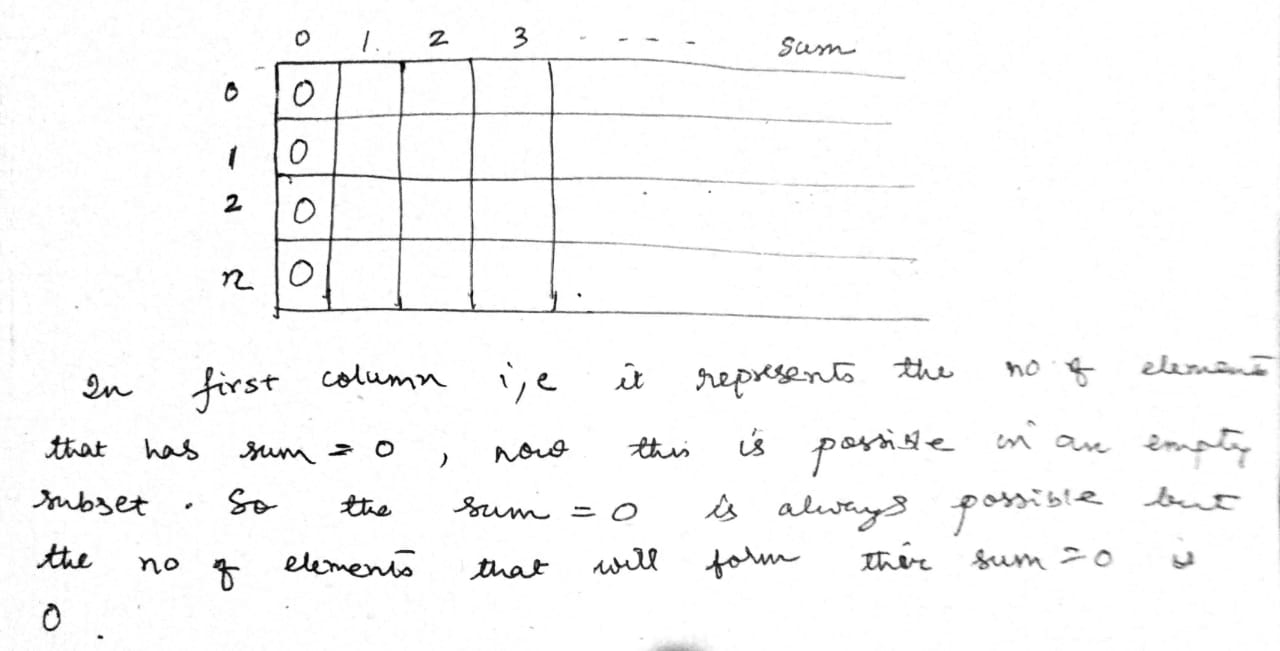 0 1 2 3 - - - - sum
0 0
1 0
2 0
n 0
In first column i,e it represents the no of elements
that has sum = 0 , now this is possible in an empty
subset . So the sum = 0 is always possible but
the no of elements that will form their sum = 0 is
0 .